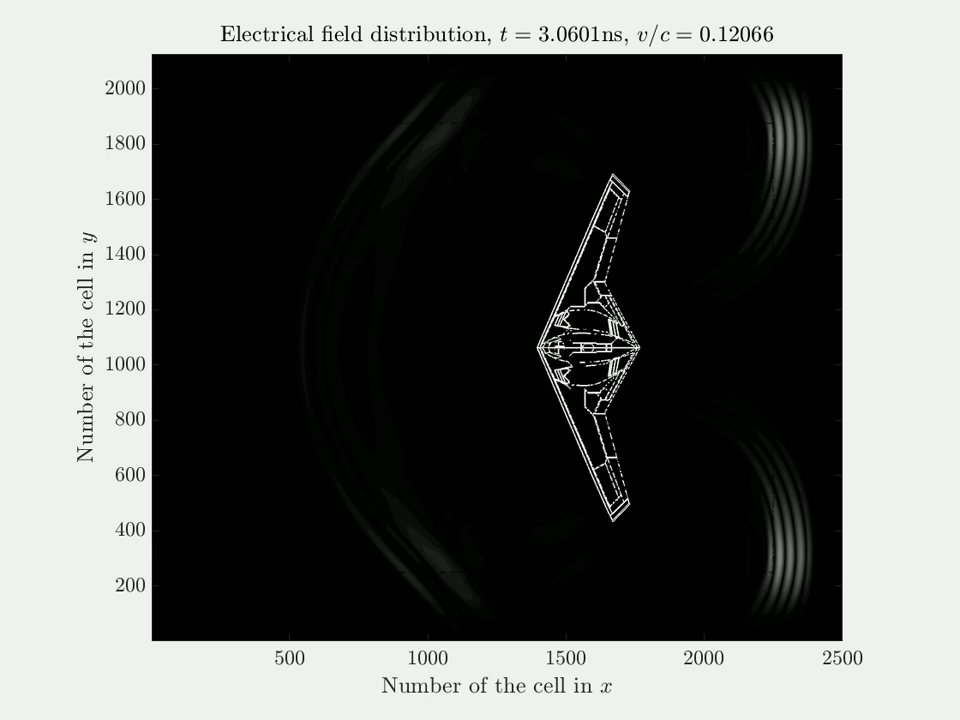 Electrical field distribution, t = 3.0601ns, v/c = 0.12066
Number of the cell in y
2000
1800
1600
1400
1200
1000
800
600
400
200
500 1000 1500 2000 2500
Number of the cell in x